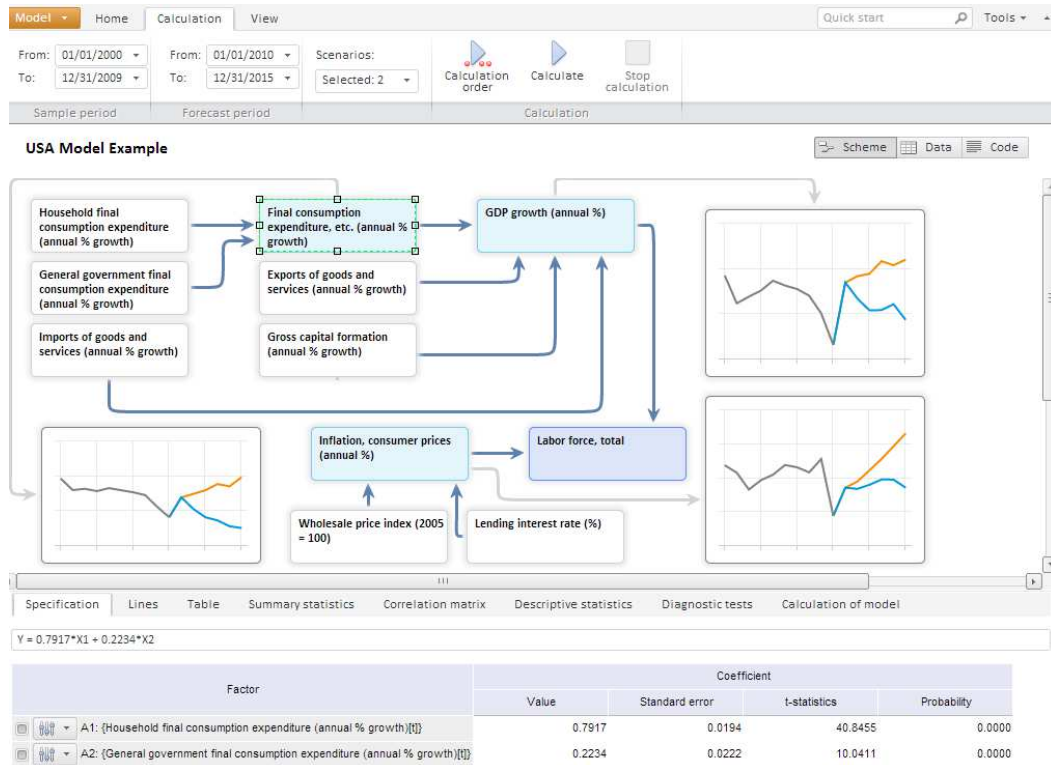 Model Home Calculation View Quick start Tools
From: 01/01/2000 From: 01/01/2010 Scenarios:
To: 12/31/2009 To: 12/31/2015 Selected: 2
Calculation order
Calculate
Stop calculation
Sample period Forecast period Calculation
USA Model Example
Scheme Data Code
Household final
consumption expenditure
(annual % growth)
Final consumption
expenditure, etc. (annual %
growth)
GDP growth (annual %)
General government final
consumption expenditure
(annual % growth)
Exports of goods and
services (annual % growth)
Imports of goods and
services (annual % growth)
Gross capital formation
(annual % growth)
Inflation, consumer prices
(annual %)
Labor force, total
Wholesale price index (2005
= 100)
Lending interest rate (%)
Specification Lines Table Summary statistics Correlation matrix Descriptive statistics Diagnostic tests Calculation of model
Y = 0.7917*X1 + 0.2234*X2
Factor Coefficient
Value Standard error t-statistics Probability
A1: {Household final consumption expenditure (annual % growth)[t]} 0.7917 0.0194 40.8455 0.0000
A2: {General government final consumption expenditure (annual % growth)[t]} 0.2234 0.0222 10.0411 0.0000